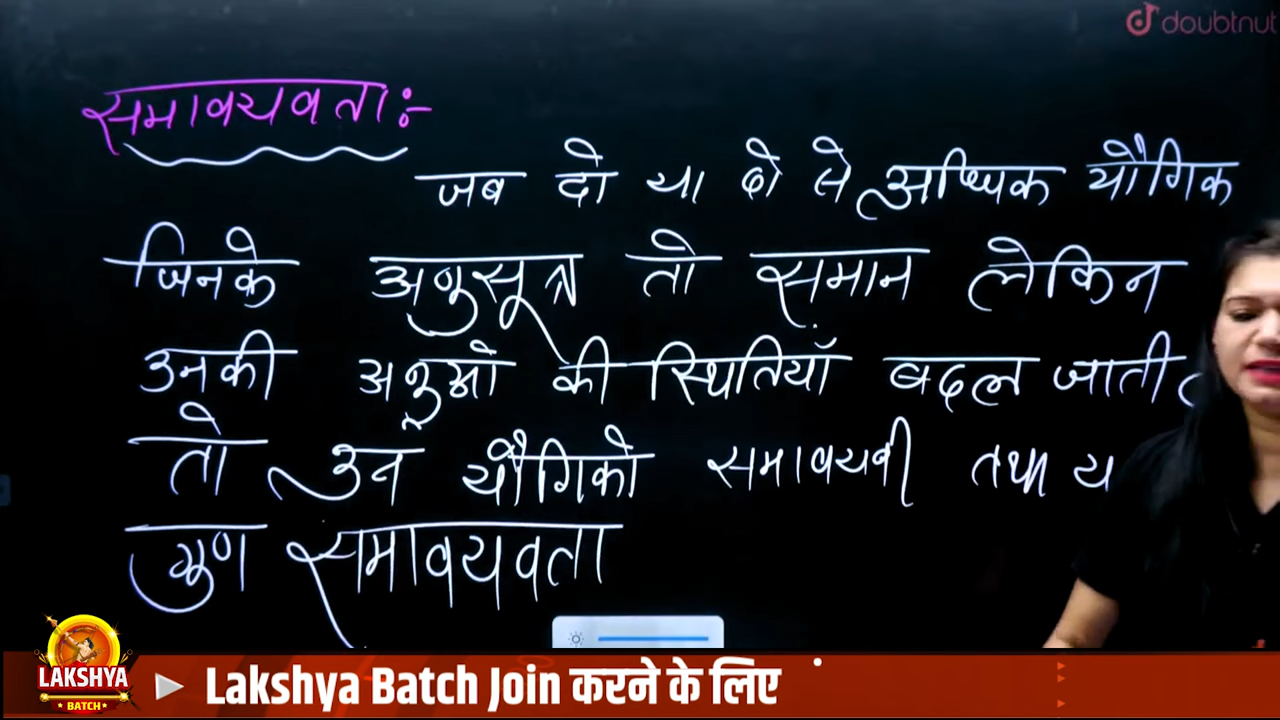 doubtnut
समावयवता :-
जब दो या दो से अधिक यौगिक
जिनके अनुसूत्र तो समान लेकिन
उनकी अणुओ की स्थितियाँ बदल जाती
तो उन यौगिको समावयवी तथा य
गुण समावयवता
LAKSHYA
BATCH
Lakshya Batch Join करने के लिए